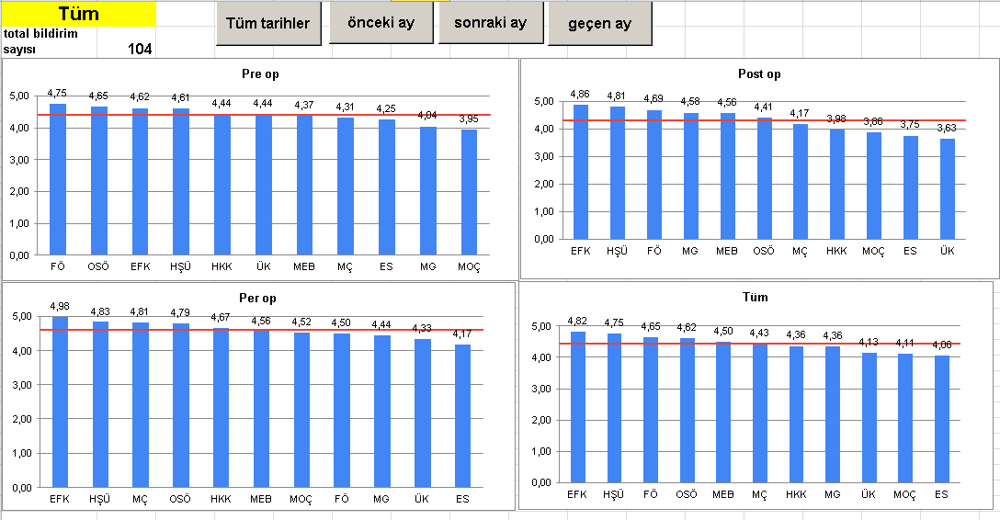 Tüm
total bildirim
sayısı 104
Tüm tarihler önceki ay sonraki ay geçen ay
Pre op
4,75 4,65 4,62 4,61 4,44 4,44 4,37 4,31 4,25 4,04 3,95
5,00
4,00
3,00
2,00
1,00
0,00
FÖ OSÖ EFK HŞÜ HKK ÜK MEB MÇ ES MG MOÇ
Post op
4,86 4,81 4,69 4,58 4,56 4,41 4,17 3,98 3,86 3,75 3,63
5,00
4,00
3,00
2,00
1,00
0,00
EFK HŞÜ FÖ MG MEB OSÖ MÇ HKK MOÇ ES ÜK
Per op
4,98 4,83 4,81 4,79 4,67 4,56 4,52 4,50 4,44 4,33 4,17
5,00
4,00
3,00
2,00
1,00
0,00
EFK HŞÜ MÇ OSÖ HKK MEB MOÇ FÖ MG ÜK ES
Tüm
4,82 4,75 4,65 4,62 4,50 4,43 4,36 4,36 4,13 4,11 4,06
5,00
4,00
3,00
2,00
1,00
0,00
EFK HŞÜ FÖ OSÖ MEB MÇ HKK MG ÜK MOÇ ES